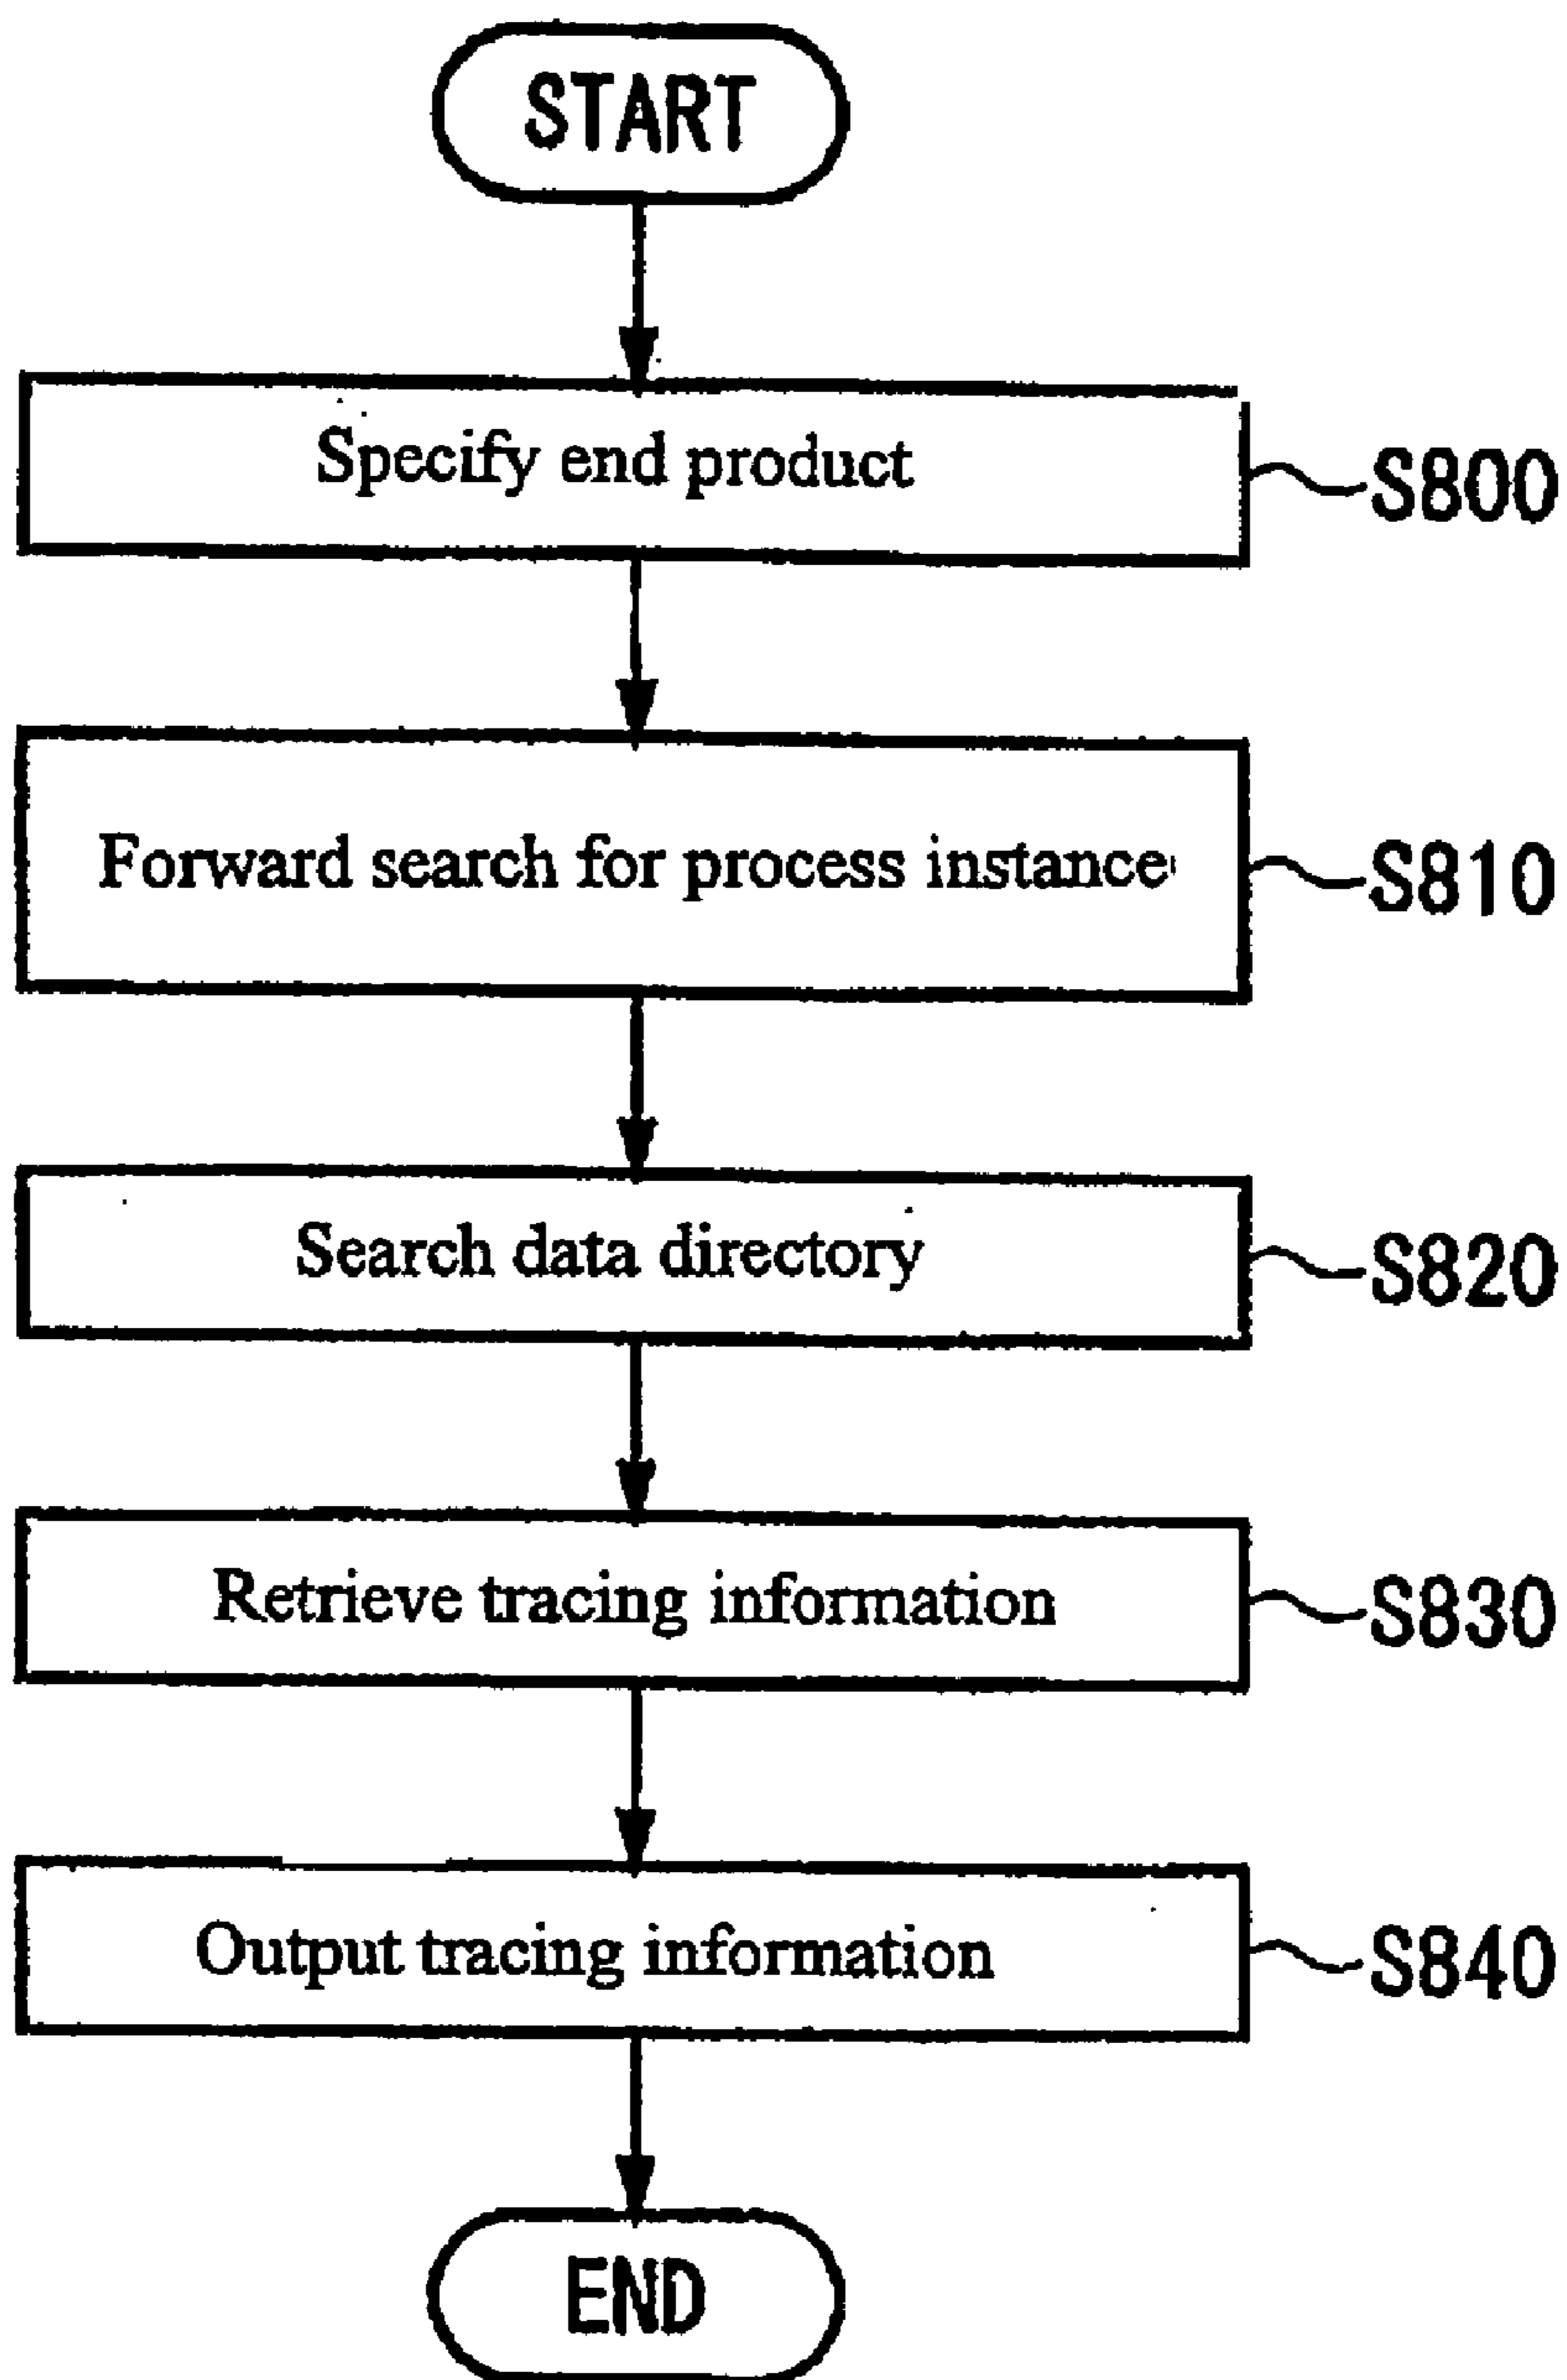 START
Specify end product
S800
Forward search for process instance
S810
Search data directory
S820
Retrieve tracing information
S830
Output tracing information
S840
END